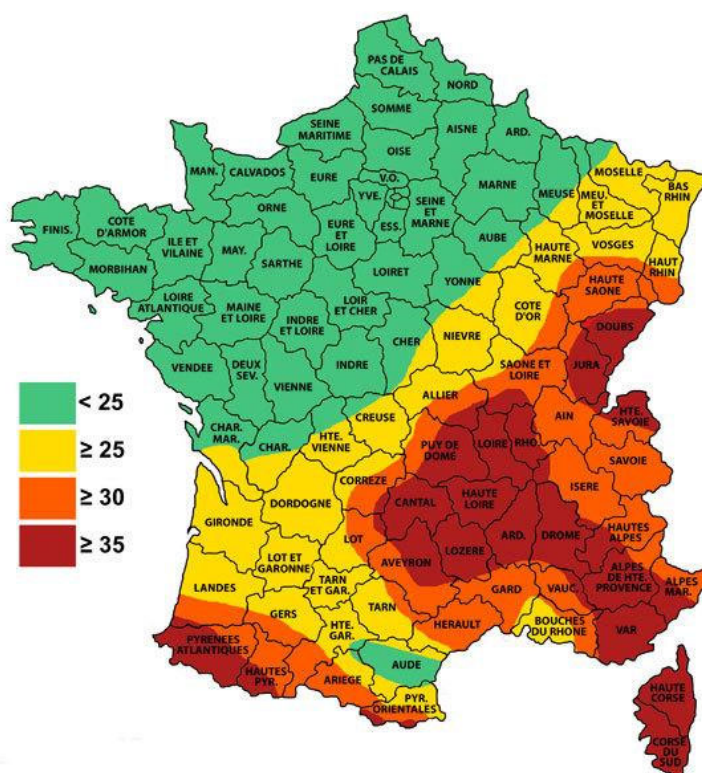 PAS DE
CALAIS
NORD
SOMME
SEINE
MARITIME
AISNE
ARD.
OISE
MAN.
CALVADOS
EURE
V.O.
MOSELLE
BAS
RHIN
MARNE
MEUSE
MEU.
ET
MOSELLE
YVE.
SEINE
ET
MARNE
ORNE
ESS.
FINIS.
COTE
D'ARMOR
ILE ET
VILAINE
MAY.
EURE
ET
LOIRE
AUBE
HAUTE
MARNE
VOSGES
HAUT
RHIN
MORBIHAN
SARTHE
LOIRET
YONNE
HAUTE
SAONE
LOIRE
ATLANTIQUE
MAINE
ET LOIRE
LOIR
ET CHER
INDRE
ET LOIRE
COTE
D'OR
DOUBS
CHER
NIEVRE
VENDEE
DEUX
SEV.
VIENNE
INDRE
SAONE ET
LOIRE
JURA
ALLIER
< 25
≥ 25
≥ 30
≥ 35
CHAR.
MAR.
CHAR.
HTE.
VIENNE
CREUSE
AIN
HTE.
SAVOIE
PUY DE
DOME
LOIRE
RHO.
SAVOIE
CORREZE
ISERE
DORDOGNE
CANTAL
HAUTE
LOIRE
GIRONDE
LOT
ARD.
DROME
HAUTES
ALPES
LOT ET
GARONNE
AVEYRON
LOZERE
ALPES
DE HTE.
PROVENCE
ALPES
MAR.
LANDES
TARN
ET GAR.
GARD
VAUC.
GERS
TARN
HERAULT
BOUCHES
DU RHONE
VAR
HTE.
GAR.
PYRENEES
ATLANTIQUES
HAUTES
PYR.
ARIEGE
AUDE
PYR.
ORIENTALES
HAUTE
CORSE
CORSE
DU
SUD